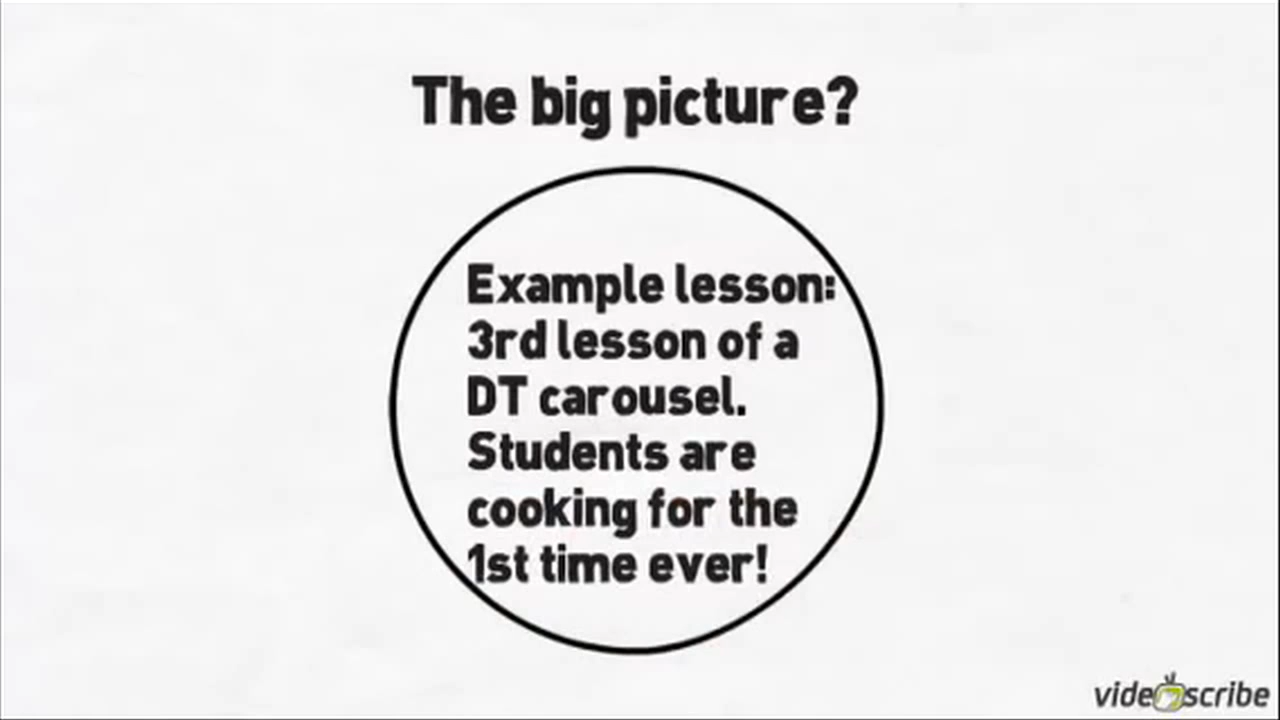 The big picture?
Example lesson:
3rd lesson of a
DT carousel.
Students are
cooking for the
1st time ever!
videoscribe